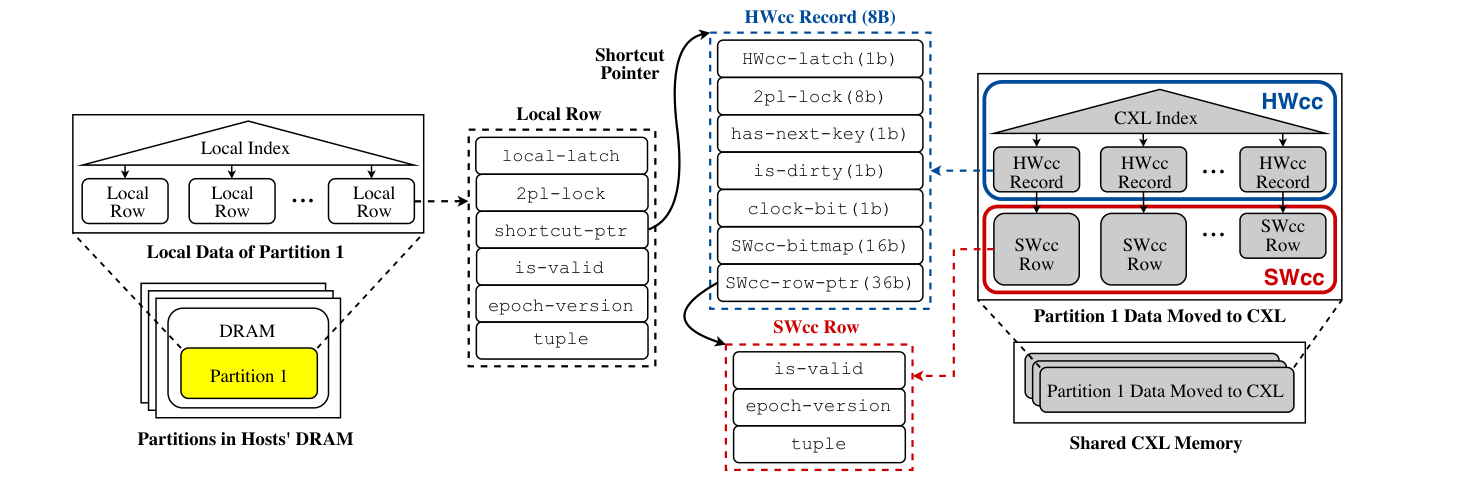 Local Index
Local
Row
Local
Row
...
Local
Row
Local Data of Partition 1
DRAM
Partition 1
Partitions in Hosts' DRAM
Local Row
local-latch
2pl-lock
shortcut-ptr
is-valid
epoch-version
tuple
Shortcut
Pointer
HWcc Record (8B)
HWcc-latch(1b)
2pl-lock(8b)
has-next-key(1b)
is-dirty(1b)
clock-bit(1b)
SWcc-bitmap(16b)
SWcc-row-ptr(36b)
SWcc Row
is-valid
epoch-version
tuple
HWcc
CXL Index
HWcc
Record
HWcc
Record
...
HWcc
Record
SWcc
Row
SWcc
Row
...
SWcc
Row
SWcc
Partition 1 Data Moved to CXL
Partition 1 Data Moved to CXL
Shared CXL Memory